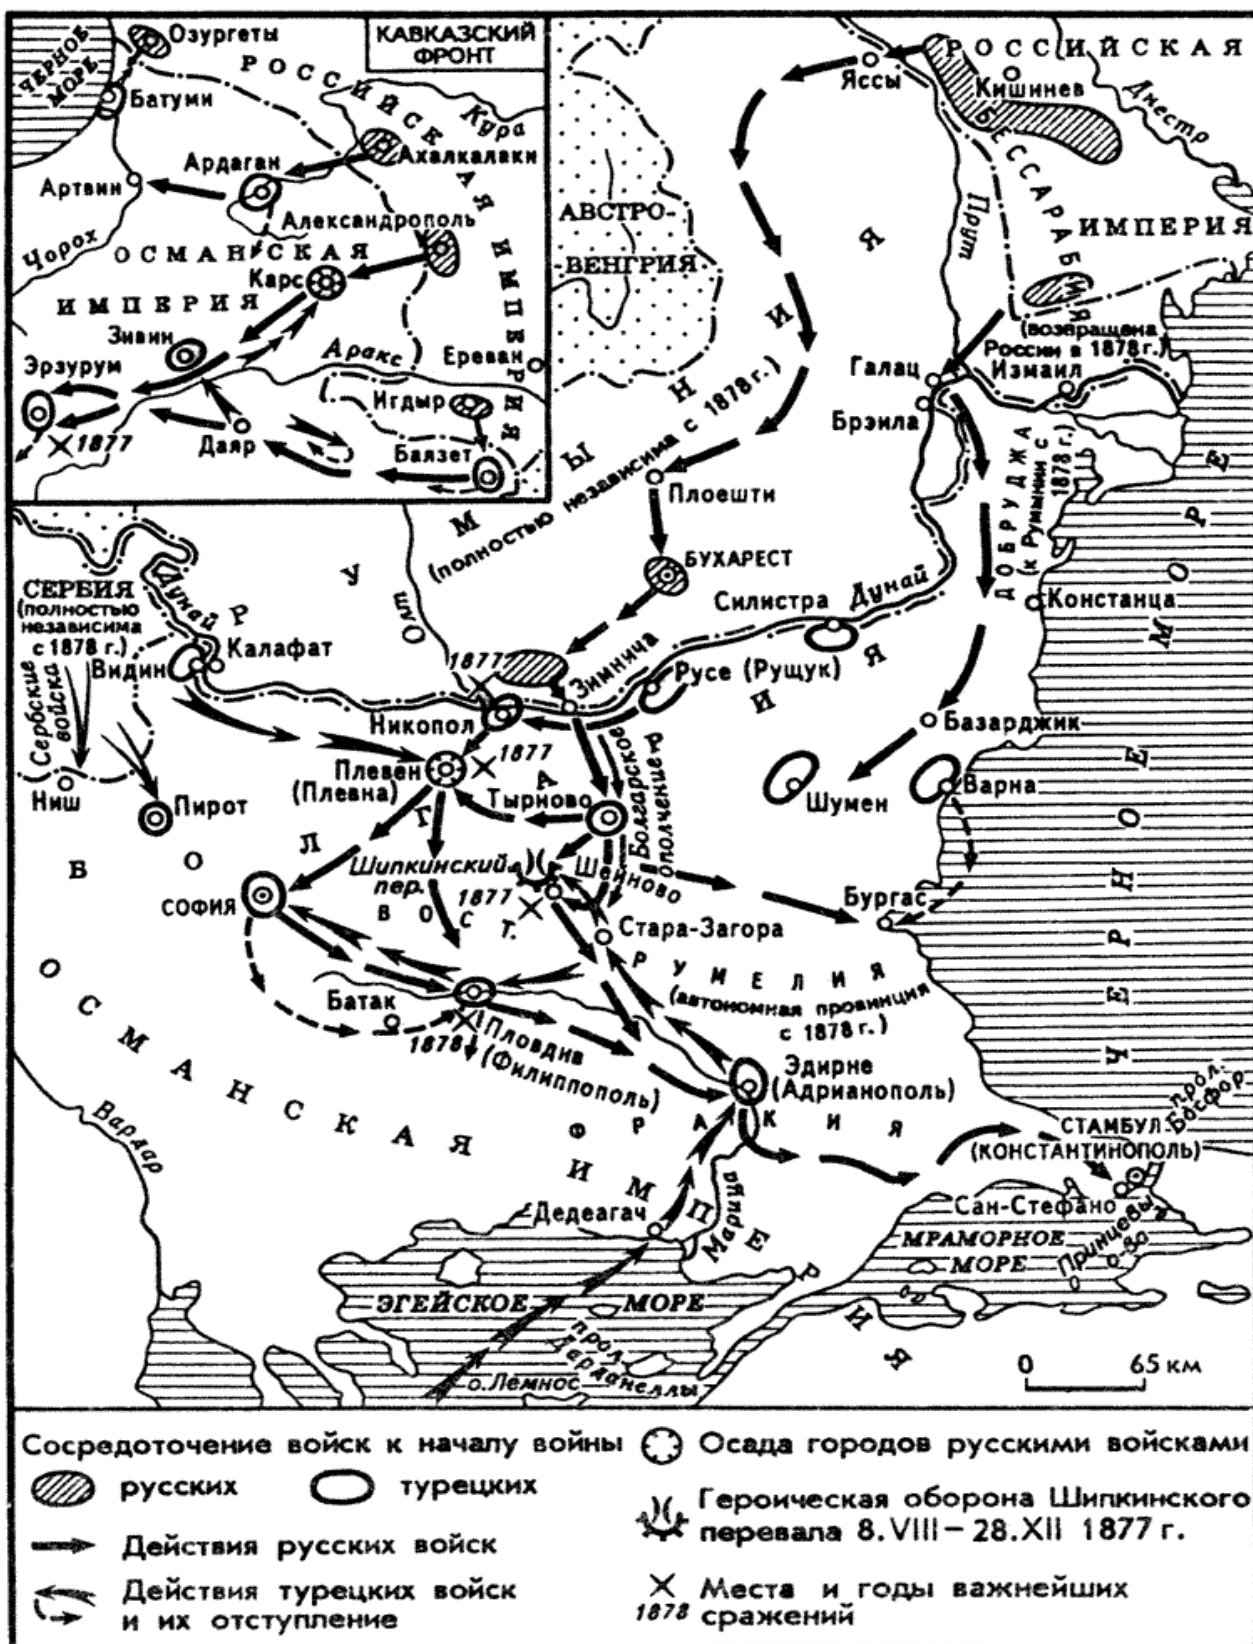 КАВКАЗСКИЙ
ФРОНТ
Озургеты
ЧЕРНОЕ
МОРЕ
РОССИЙСКАЯ ИМПЕРИЯ
Батуми
Кура
Ахалкалаки
Ардаган
Артвин
Александрополь
Чорох
ОСМАНСКАЯ
ИМПЕРИЯ
Карс
Зивин
Эрзурум
Аракс
Ереван
Игдыр
1877
Даяр
Баязет
РОССИЙСКАЯ
Яссы
Кишинев
Днестр
БЕССАРАБИЯ
АВСТРО-
ВЕНГРИЯ
Прут
ИМПЕРИЯ
(возвращена
России в 1878 г.)
Галац
Измаил
Брэила
РУМЫНИЯ
(полностью независима с 1878 г.)
Плоешти
ДОБРУДЖА
(к Румынии с
1878 г.)
БУХАРЕСТ
Силистра
Дунай
Констанца
СЕРБИЯ
(полностью
независима
с 1878 г.)
Дунай
Олт
Калафат
Видин
1877
Зимнича
Русе (Рущук)
Сербские
войска
Никопол
Базарджик
Плевен
(Плевна)
1877
Ниш
Пирот
Тырново
Болгарское
ополчение
Шумен
Варна
БОЛГАРИЯ
Шипкинский
пер.
Шейново
1877
СОФИЯ
Бургас
Стара-Загора
ВОСТ.
РУМЕЛИЯ
(автономная провинция
с 1878 г.)
Батак
1878
Пловдив
(Филиппополь)
Эдирне
(Адрианополь)
ЧЕРНОЕ МОРЕ
ОСМАНСКАЯ ИМПЕРИЯ
Вардар
ФРАКИЯ
прол.
Босфор
СТАМБУЛ
(КОНСТАНТИНОПОЛЬ)
Марица
Дедеагач
Сан-Стефано
Принцевы
о-ва
МРАМОРНОЕ
МОРЕ
ЭГЕЙСКОЕ МОРЕ
прол.
Дарданеллы
о. Лемнос
0 65 км
Сосредоточение войск к началу войны
русских турецких
Действия русских войск
Действия турецких войск
и их отступление
Осада городов русскими войсками
Героическая оборона Шипкинского
перевала 8.VIII – 28.XII 1877 г.
1878
Места и годы важнейших
сражений